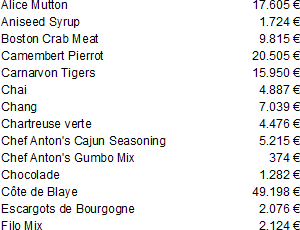 Alice Mutton 17.605 €
Aniseed Syrup 1.724 €
Boston Crab Meat 9.815 €
Camembert Pierrot 20.505 €
Carnarvon Tigers 15.950 €
Chai 4.887 €
Chang 7.039 €
Chartreuse verte 4.476 €
Chef Anton's Cajun Seasoning 5.215 €
Chef Anton's Gumbo Mix 374 €
Chocolade 1.282 €
Côte de Blaye 49.198 €
Escargots de Bourgogne 2.076 €
Filo Mix 2.124 €